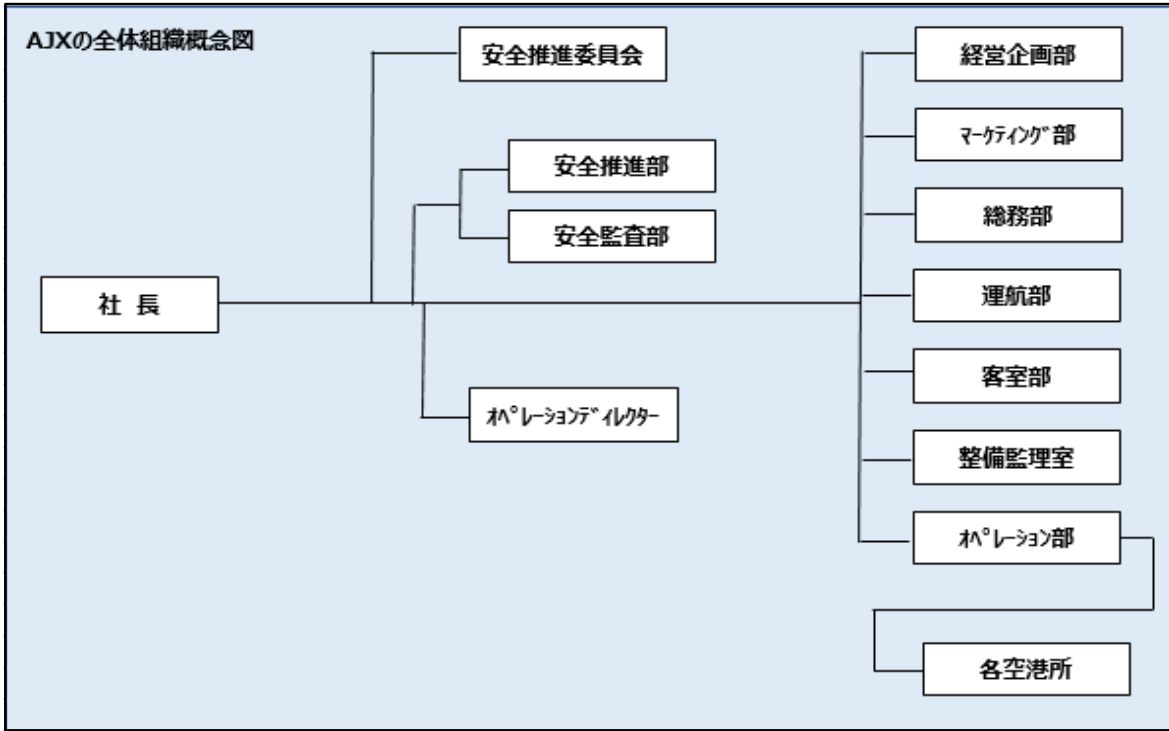 AJXの全体組織概念図
安全推進委員会
安全推進部
安全監査部
社 長
ｵﾍﾟﾚｰｼｮﾝﾃﾞｨﾚｸﾀｰ
経営企画部
ﾏｰｹﾃｨﾝｸﾞ部
総務部
運航部
客室部
整備監理室
ｵﾍﾟﾚｰｼｮﾝ部
各空港所